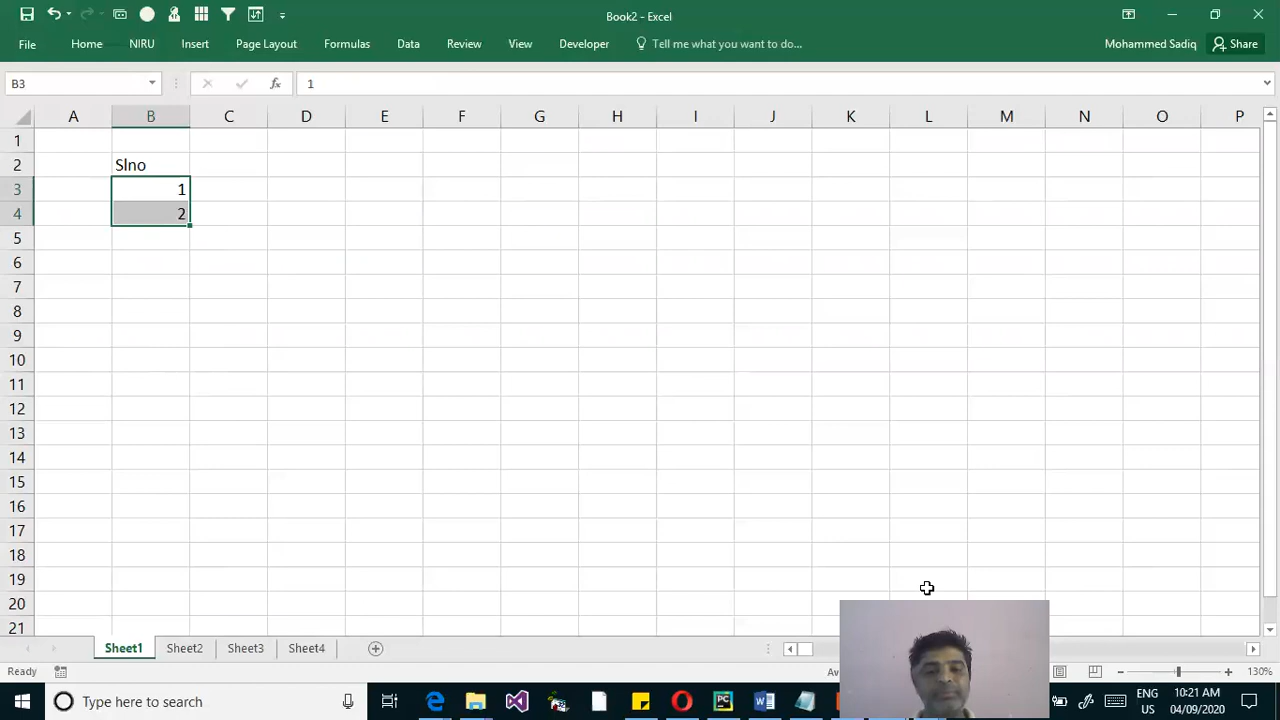 Book2 - Excel
File Home NIRU Insert Page Layout Formulas Data Review View Developer Tell me what you want to do... Mohammed Sadiq Share
B3 fx 1
A B C D E F G H I J K L M N O P
1
2 Slno
3 1
4 2
5
6
7
8
9
10
11
12
13
14
15
16
17
18
19
20
21
Sheet1 Sheet2 Sheet3 Sheet4
Ready 130%
Type here to search ENG 10:21 AM
US 04/09/2020